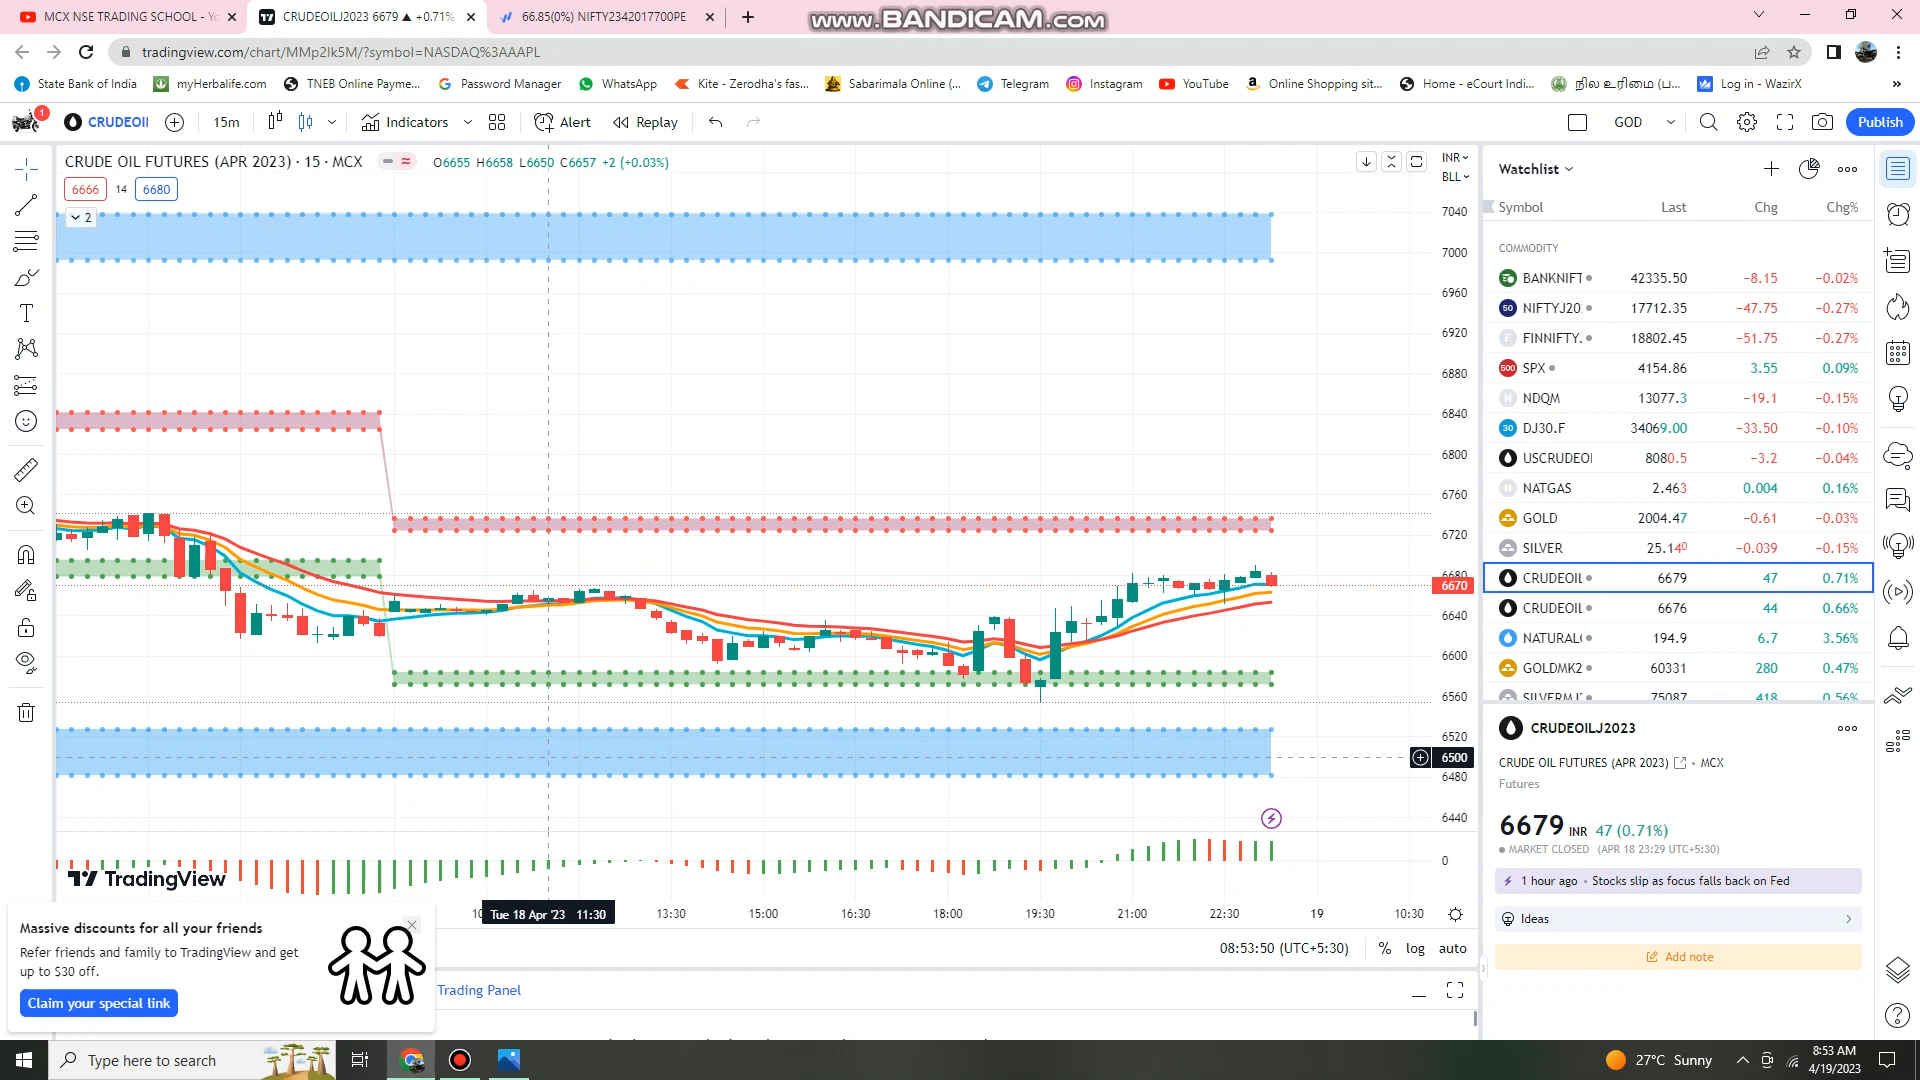 MCX NSE TRADING SCHOOL - Yo
CRUDEOILJ2023 6679 ▲ +0.71%
66.85(0%) NIFTY2342017700PE
www.BANDICAM.com
tradingview.com/chart/MMp2Ik5M/?symbol=NASDAQ%3AAAPL
State Bank of India
myHerbalife.com
TNEB Online Payme...
Password Manager
WhatsApp
Kite - Zerodha's fas...
Sabarimala Online (...
Telegram
Instagram
YouTube
Online Shopping sit...
Home - eCourt Indi...
நில உரிமை (ப...
Log in - WazirX
»
1
CRUDEOIl
15m
Indicators
Alert
Replay
GOD
Publish
CRUDE OIL FUTURES (APR 2023) · 15 · MCX
O6655 H6658 L6650 C6657 +2 (+0.03%)
6666
14
6680
2
INR
BLL
7040
7000
6960
6920
6880
6840
6800
6760
6720
6680
6670
6640
6600
6560
6520
6500
6480
6440
0
TradingView
Tue 18 Apr '23 11:30
13:30
15:00
16:30
18:00
19:30
21:00
22:30
19
10:30
08:53:50 (UTC+5:30)
%
log
auto
Trading Panel
Massive discounts for all your friends
Refer friends and family to TradingView and get
up to $30 off.
Claim your special link
Watchlist
Symbol Last Chg Chg%
COMMODITY
BANKNIFT 42335.50 −8.15 −0.02%
50 NIFTYJ20 17712.35 −47.75 −0.27%
F FINNIFTY. 18802.45 −51.75 −0.27%
500 SPX 4154.86 3.55 0.09%
N NDQM 13077.3 −19.1 −0.15%
30 DJ30.F 34069.00 −33.50 −0.10%
USCRUDEOI 8080.5 −3.2 −0.04%
N NATGAS 2.463 0.004 0.16%
GOLD 2004.47 −0.61 −0.03%
SILVER 25.140 −0.039 −0.15%
CRUDEOIL 6679 47 0.71%
CRUDEOIL 6676 44 0.66%
NATURAL 194.9 6.7 3.56%
GOLDMK2 60331 280 0.47%
SILVERMJ 75087 418 0.56%
CRUDEOILJ2023
CRUDE OIL FUTURES (APR 2023) • MCX
Futures
6679 INR 47 (0.71%)
MARKET CLOSED (APR 18 23:29 UTC+5:30)
1 hour ago • Stocks slip as focus falls back on Fed
Ideas
Add note
Type here to search
27°C Sunny
8:53 AM
4/19/2023